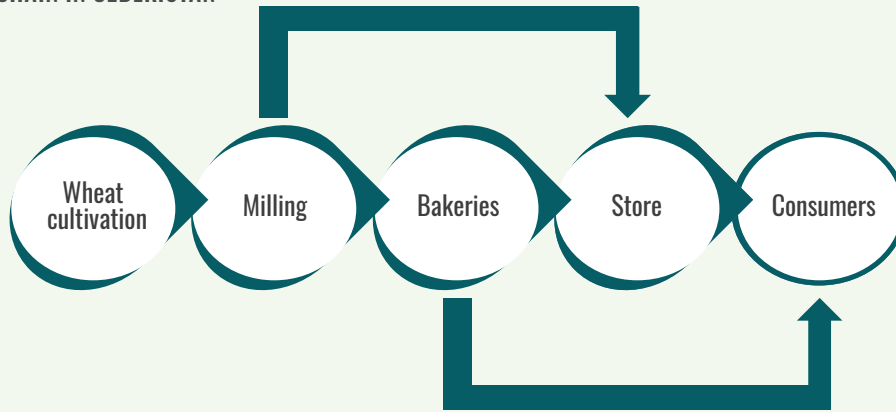 Wheat
cultivation
Milling
Bakeries
Store
Consumers